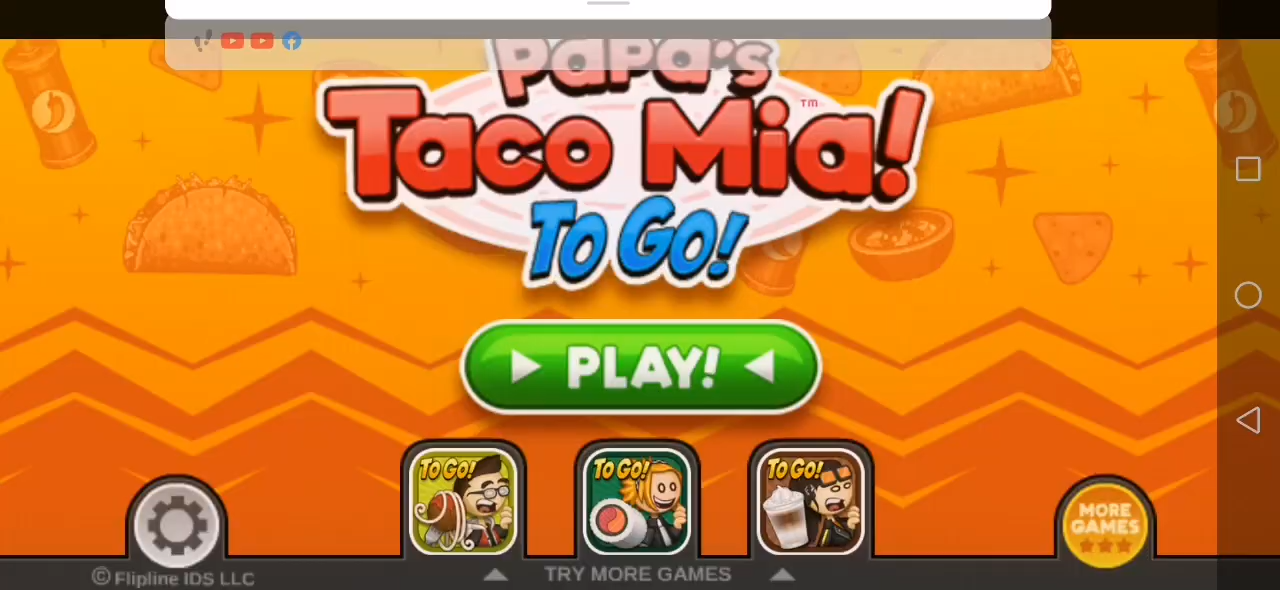 PaPa's
Taco Mia!™
To Go!
PLAY!
To Go!
To Go!
To Go!
MORE
GAMES
© Flipline IDS LLC
TRY MORE GAMES